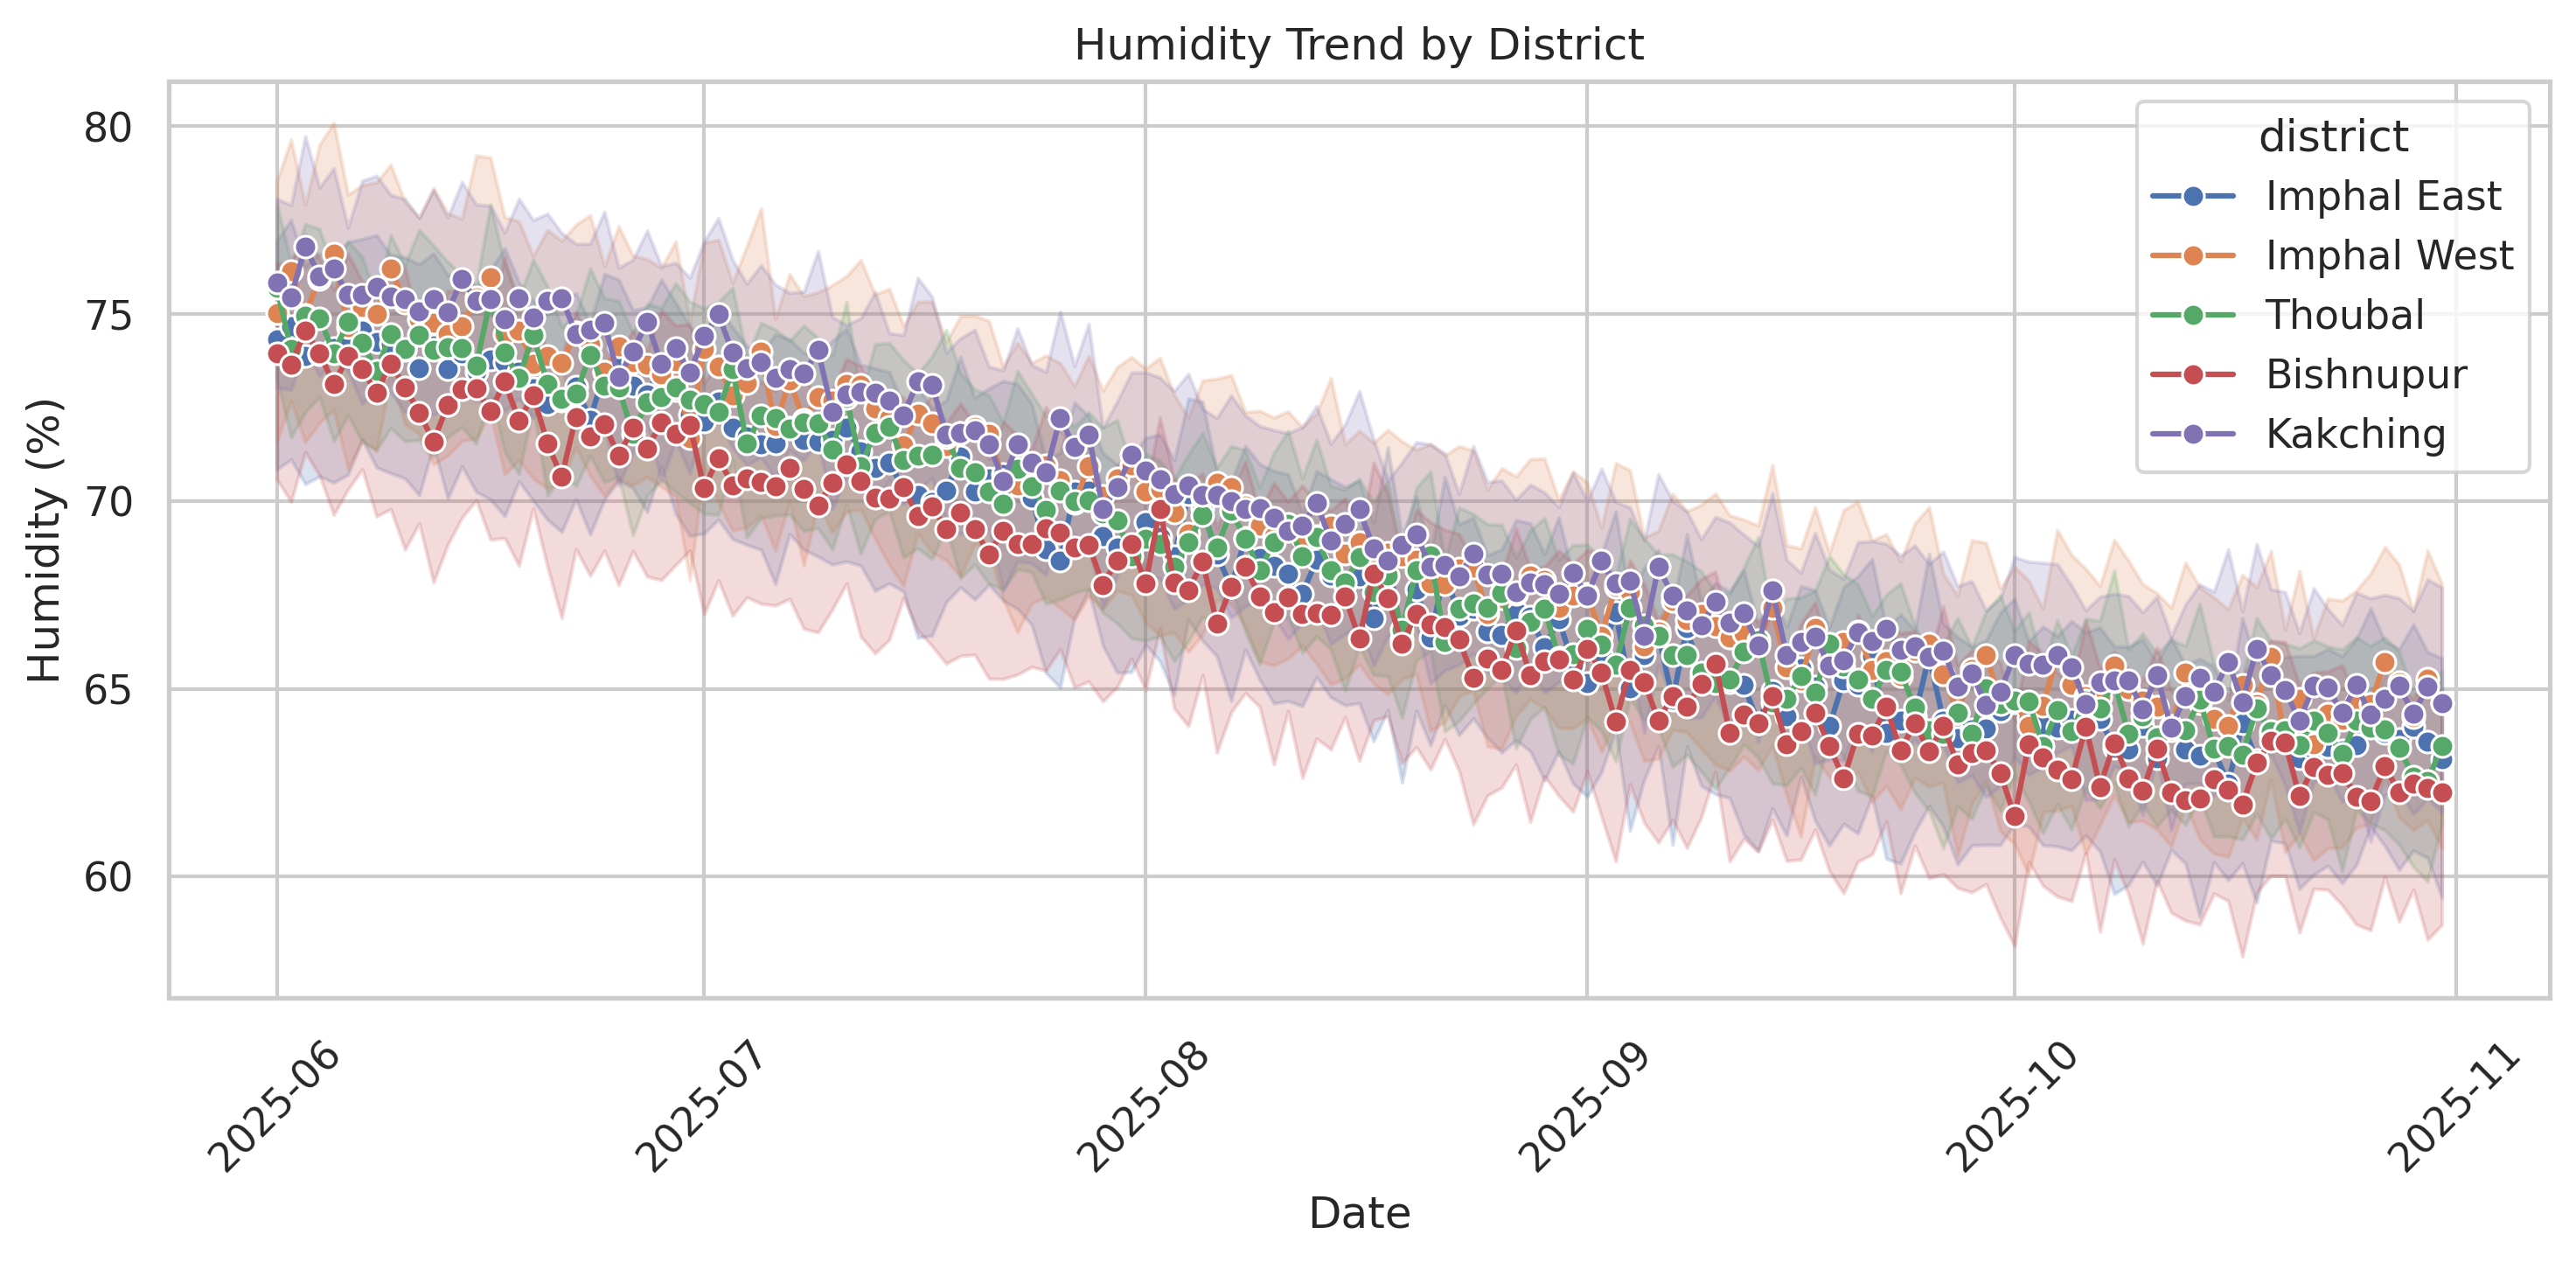 Humidity Trend by District
80
75
70
65
60
Humidity (%)
district
Imphal East
Imphal West
Thoubal
Bishnupur
Kakching
2025-06
2025-07
2025-08
2025-09
2025-10
2025-11
Date